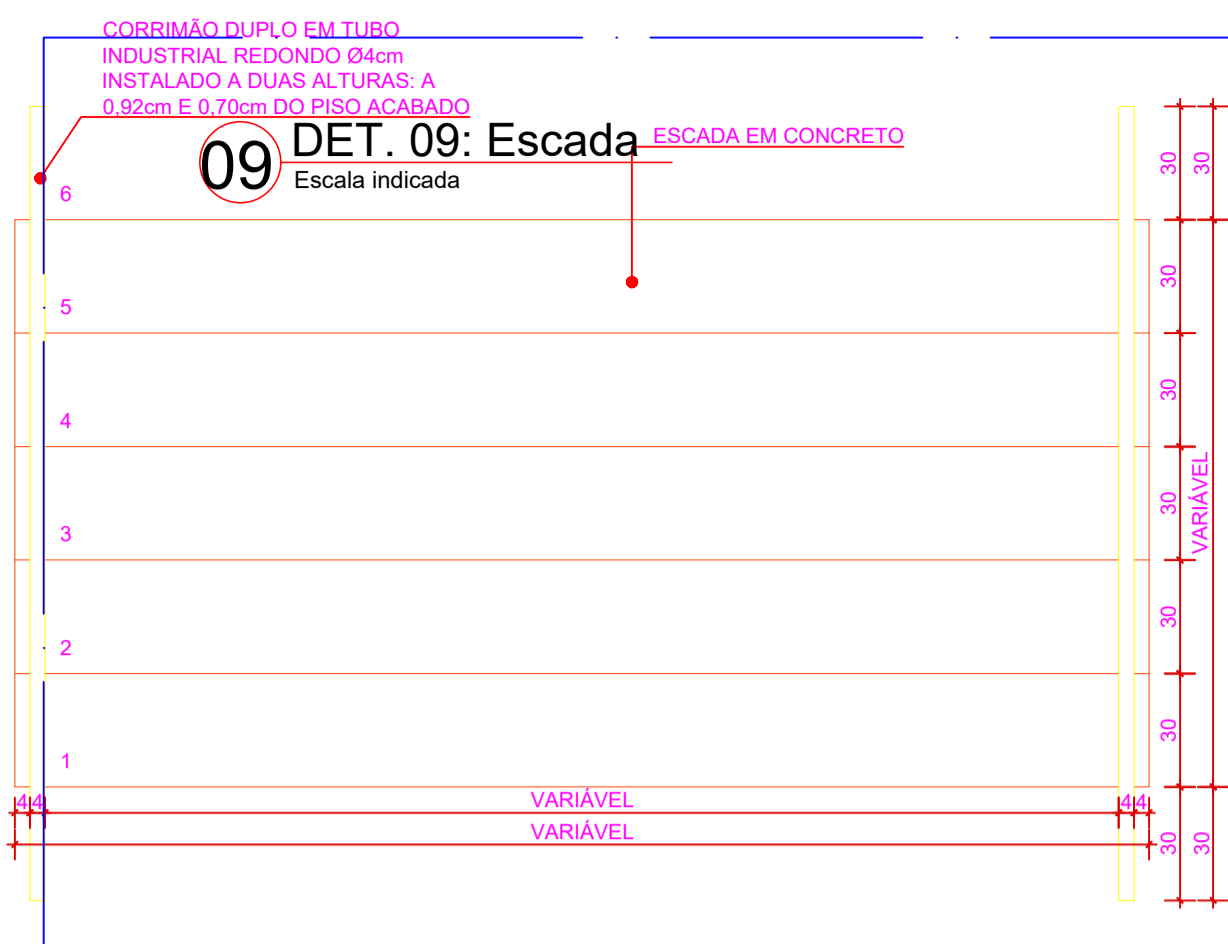 CORRIMÃO DUPLO EM TUBO
INDUSTRIAL REDONDO Ø4cm
INSTALADO A DUAS ALTURAS: A
0,92cm E 0,70cm DO PISO ACABADO
09
DET. 09: Escada
Escala indicada
ESCADA EM CONCRETO
6
5
4
3
2
1
30
30
30
30
30
30
30
30
30
VARIÁVEL
30
4
4
VARIÁVEL
4
4
VARIÁVEL